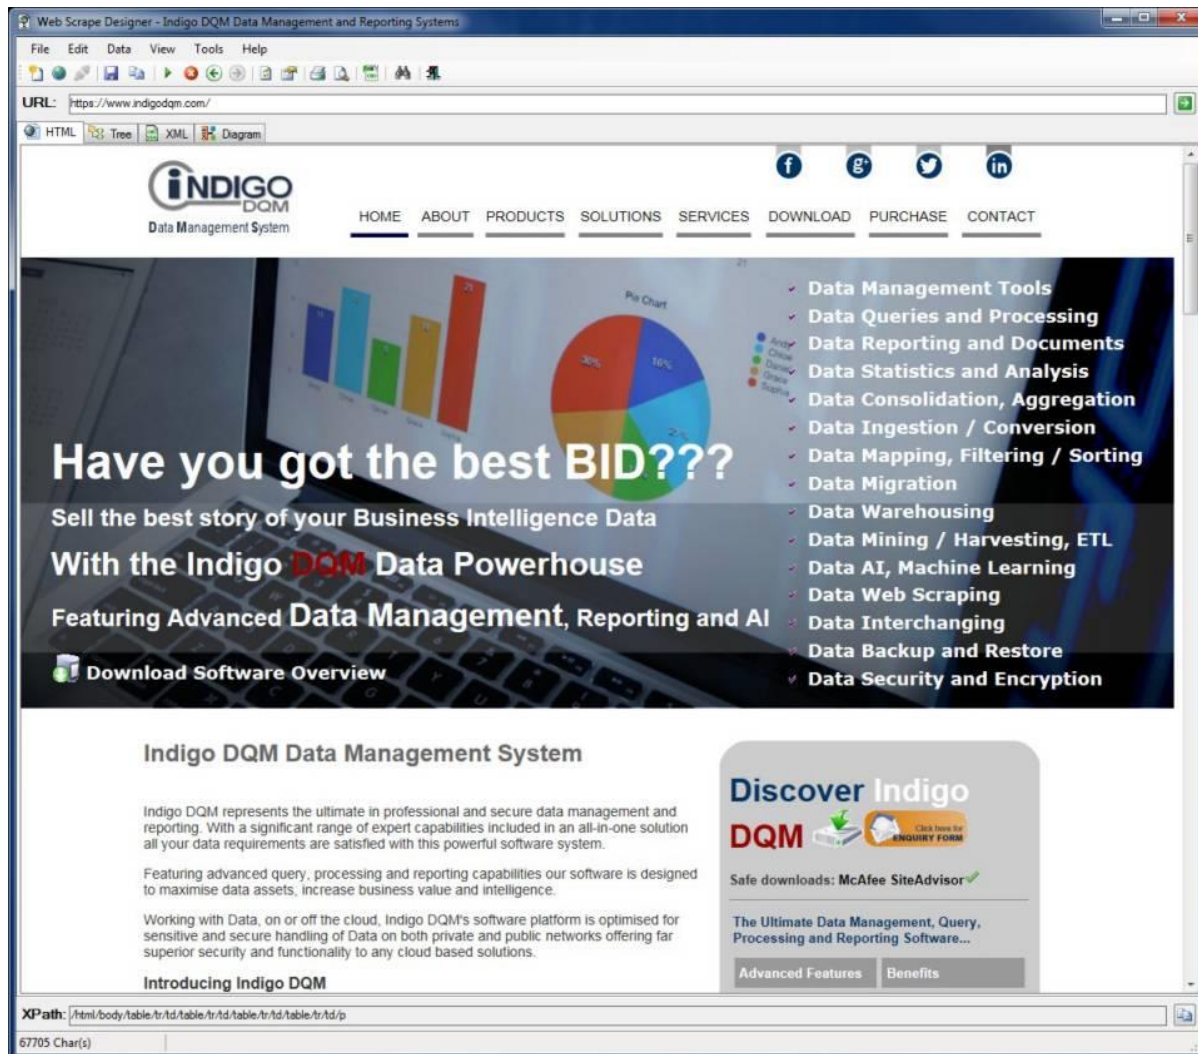 Web Scrape Designer - Indigo DQM Data Management and Reporting Systems
File Edit Data View Tools Help
URL: https://www.indigodqm.com/
HTML Tree XML Diagram
iNDIGO
DQM
Data Management System
f g+ in
HOME ABOUT PRODUCTS SOLUTIONS SERVICES DOWNLOAD PURCHASE CONTACT
21
Pie Chart
30%
16%
Data Management Tools
Data Queries and Processing
Data Reporting and Documents
Data Statistics and Analysis
Data Consolidation, Aggregation
Data Ingestion / Conversion
Data Mapping, Filtering / Sorting
Data Migration
Data Warehousing
Data Mining / Harvesting, ETL
Data AI, Machine Learning
Data Web Scraping
Data Interchanging
Data Backup and Restore
Data Security and Encryption
Have you got the best BID???
Sell the best story of your Business Intelligence Data
With the Indigo DQM Data Powerhouse
Featuring Advanced Data Management, Reporting and AI
Download Software Overview
Indigo DQM Data Management System
Indigo DQM represents the ultimate in professional and secure data management and
reporting. With a significant range of expert capabilities included in an all-in-one solution
all your data requirements are satisfied with this powerful software system.
Featuring advanced query, processing and reporting capabilities our software is designed
to maximise data assets, increase business value and intelligence.
Working with Data, on or off the cloud, Indigo DQM's software platform is optimised for
sensitive and secure handling of Data on both private and public networks offering far
superior security and functionality to any cloud based solutions.
Introducing Indigo DQM
Discover Indigo
DQM
Click here for
ENQUIRY FORM
Safe downloads: McAfee SiteAdvisor
The Ultimate Data Management, Query,
Processing and Reporting Software...
Advanced Features Benefits
XPath: /html/body/table/tr/td/table/tr/td/table/tr/td/table/tr/td/p
67705 Char(s)